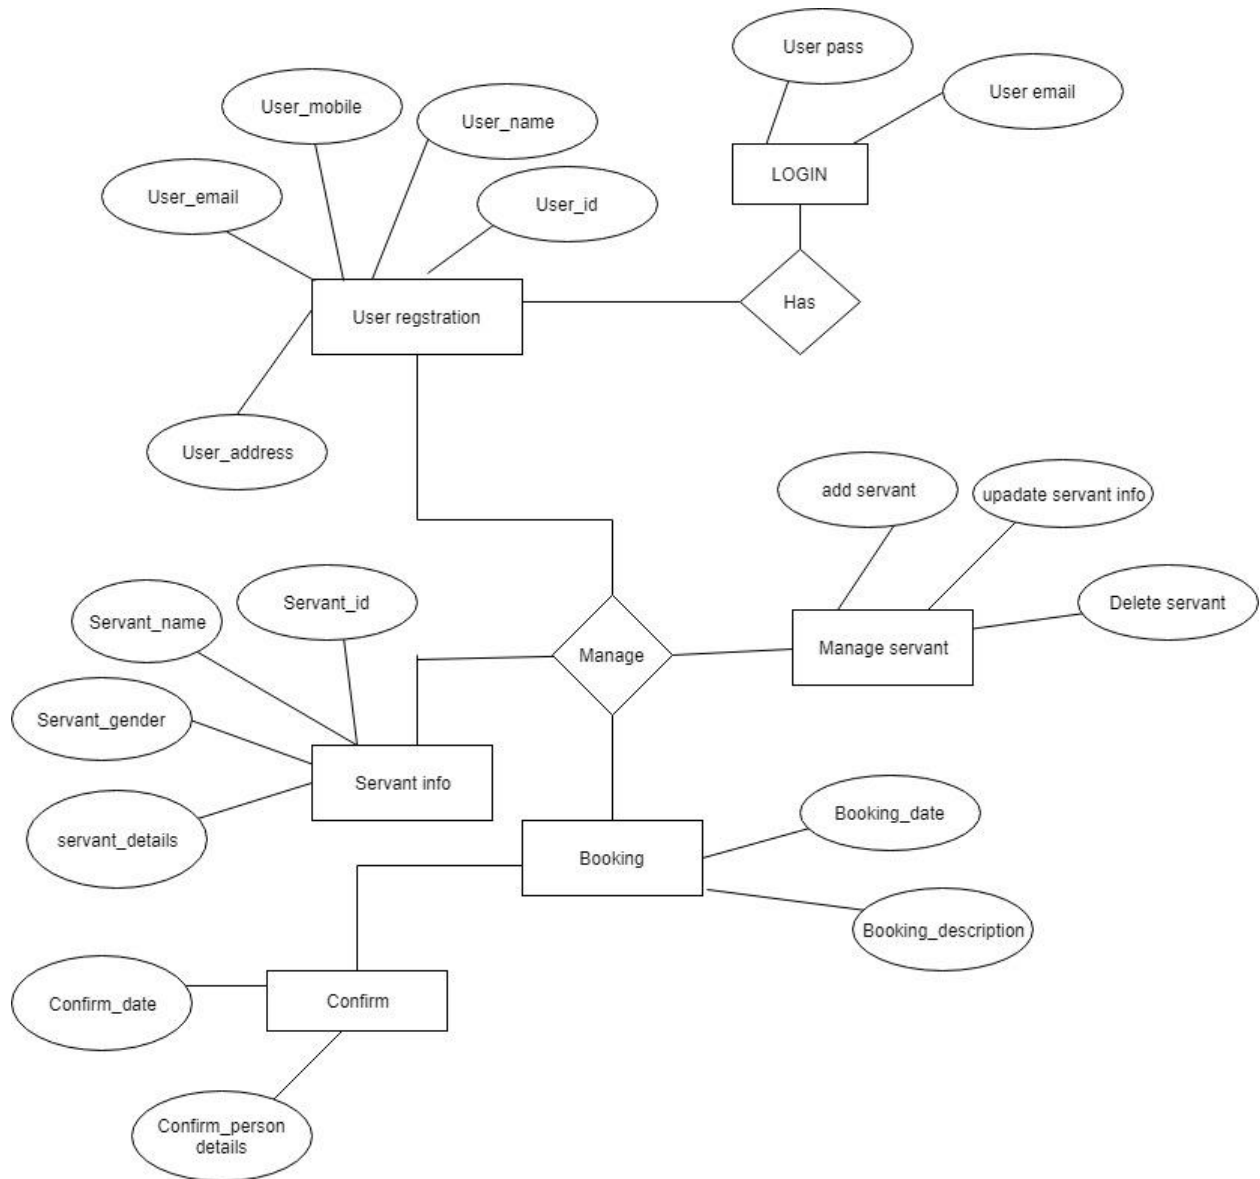 User pass
User email
User_mobile
User_name
User_email
User_id
LOGIN
Has
User regstration
User_address
add servant
upadate servant info
Delete servant
Servant_id
Servant_name
Manage
Manage servant
Servant_gender
Servant info
servant_details
Booking_date
Booking
Booking_description
Confirm_date
Confirm
Confirm_person
details